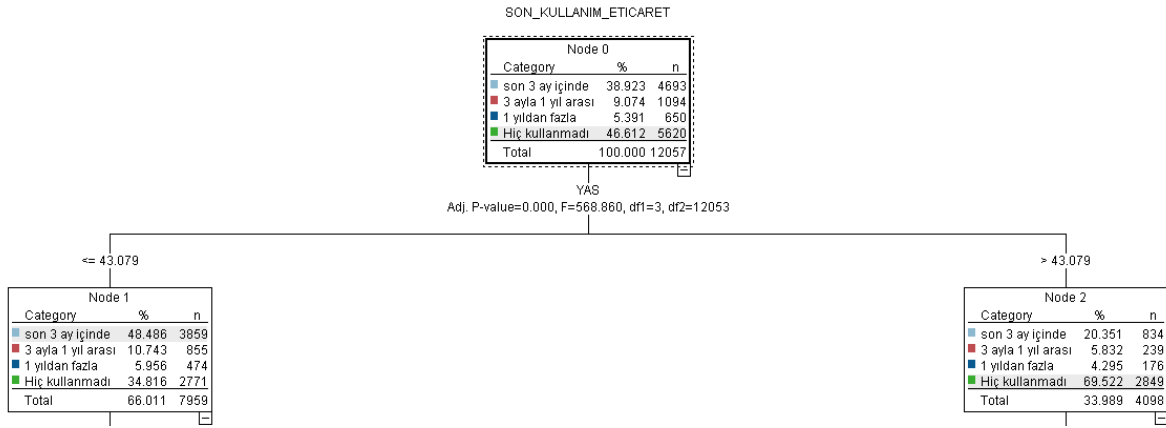 SON_KULLANIM_ETICARET
Node 0
Category % n
son 3 ay içinde 38.923 4693
3 ayla 1 yıl arası 9.074 1094
1 yıldan fazla 5.391 650
Hiç kullanmadı 46.612 5620
Total 100.000 12057
YAS
Adj. P-value=0.000, F=568.860, df1=3, df2=12053
<= 43.079
> 43.079
Node 1
Category % n
son 3 ay içinde 48.486 3859
3 ayla 1 yıl arası 10.743 855
1 yıldan fazla 5.956 474
Hiç kullanmadı 34.816 2771
Total 66.011 7959
Node 2
Category % n
son 3 ay içinde 20.351 834
3 ayla 1 yıl arası 5.832 239
1 yıldan fazla 4.295 176
Hiç kullanmadı 69.522 2849
Total 33.989 4098